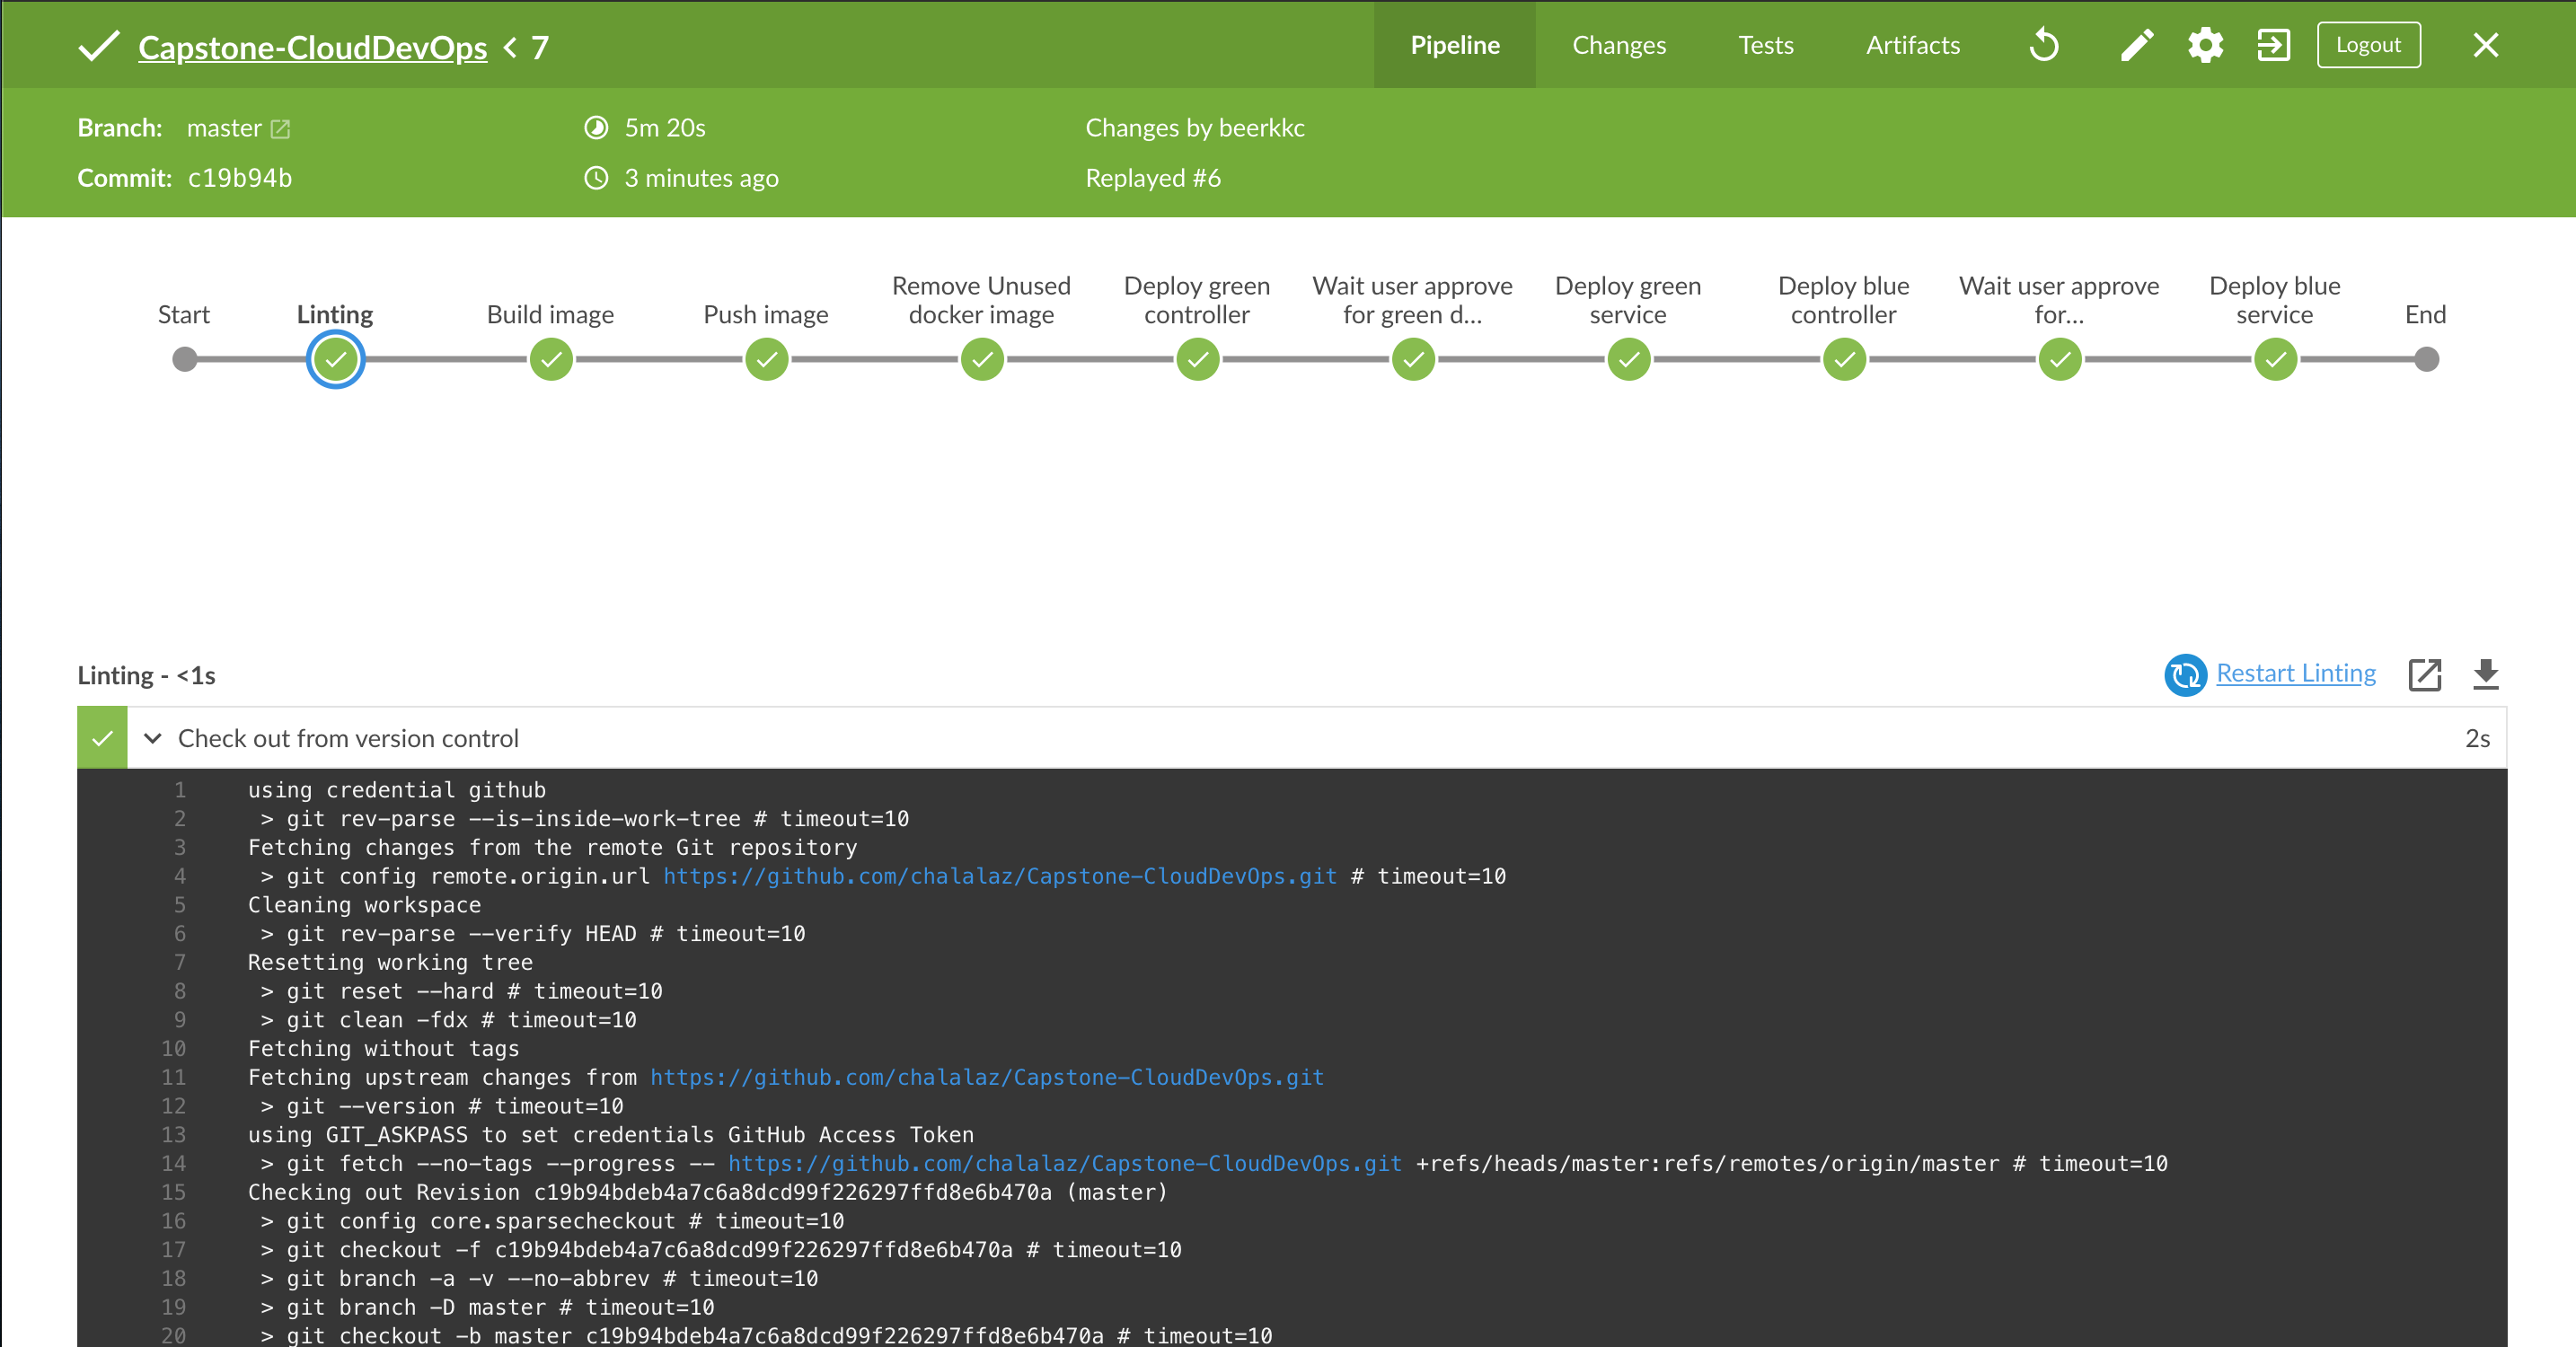 Capstone-CloudDevOps < 7
Pipeline Changes Tests Artifacts Logout
Branch: master 5m 20s Changes by beerkkc
Commit: c19b94b 3 minutes ago Replayed #6
Start
Linting
Build image
Push image
Remove Unused
docker image
Deploy green
controller
Wait user approve
for green d...
Deploy green
service
Deploy blue
controller
Wait user approve
for...
Deploy blue
service
End
Linting - <1s
Restart Linting
Check out from version control 2s
1 using credential github
2 > git rev-parse --is-inside-work-tree # timeout=10
3 Fetching changes from the remote Git repository
4 > git config remote.origin.url https://github.com/chalalaz/Capstone-CloudDevOps.git # timeout=10
5 Cleaning workspace
6 > git rev-parse --verify HEAD # timeout=10
7 Resetting working tree
8 > git reset --hard # timeout=10
9 > git clean -fdx # timeout=10
10 Fetching without tags
11 Fetching upstream changes from https://github.com/chalalaz/Capstone-CloudDevOps.git
12 > git --version # timeout=10
13 using GIT_ASKPASS to set credentials GitHub Access Token
14 > git fetch --no-tags --progress -- https://github.com/chalalaz/Capstone-CloudDevOps.git +refs/heads/master:refs/remotes/origin/master # timeout=10
15 Checking out Revision c19b94bdeb4a7c6a8dcd99f226297ffd8e6b470a (master)
16 > git config core.sparsecheckout # timeout=10
17 > git checkout -f c19b94bdeb4a7c6a8dcd99f226297ffd8e6b470a # timeout=10
18 > git branch -a -v --no-abbrev # timeout=10
19 > git branch -D master # timeout=10
20 > git checkout -b master c19b94bdeb4a7c6a8dcd99f226297ffd8e6b470a # timeout=10